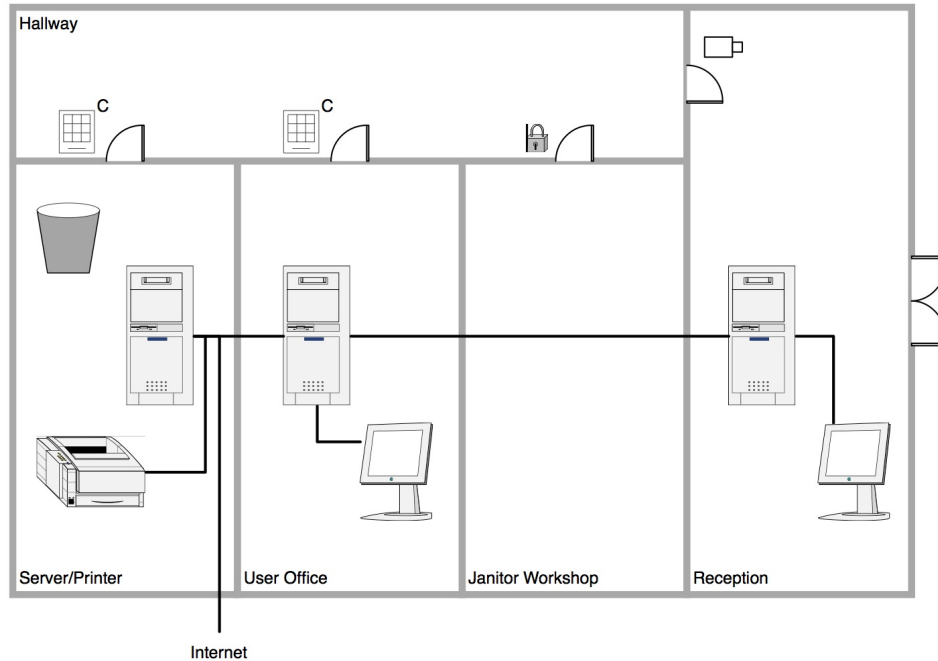 Hallway
C
C
Server/Printer
User Office
Janitor Workshop
Reception
Internet